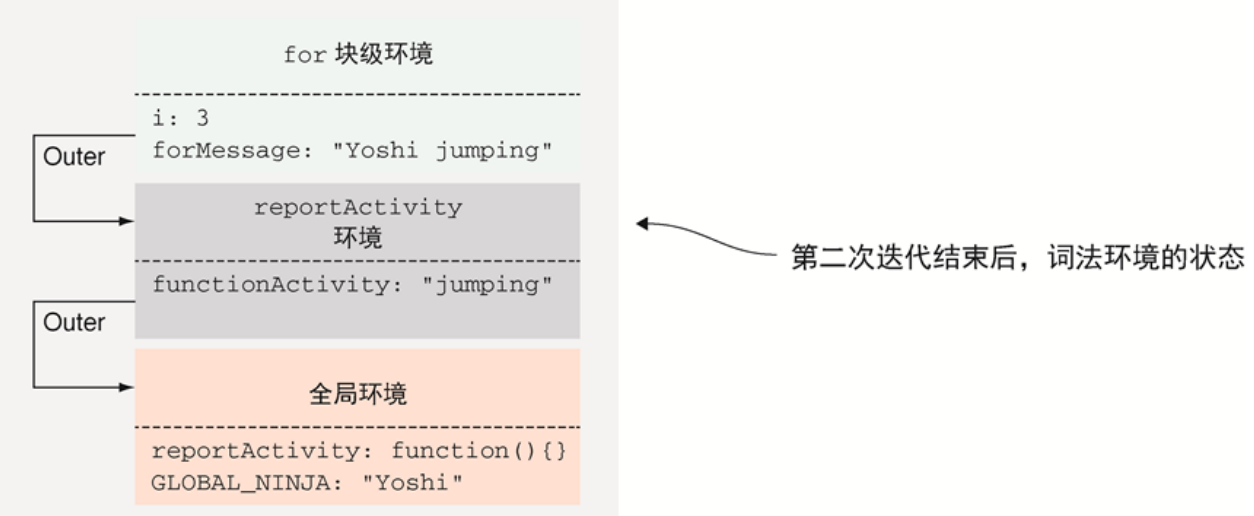 for 块级环境
i: 3
Outer
forMessage: "Yoshi jumping"
reportActivity
环境
第二次迭代结束后，词法环境的状态
functionActivity: "jumping"
Outer
全局环境
reportActivity: function(){}
GLOBAL_NINJA: "Yoshi"